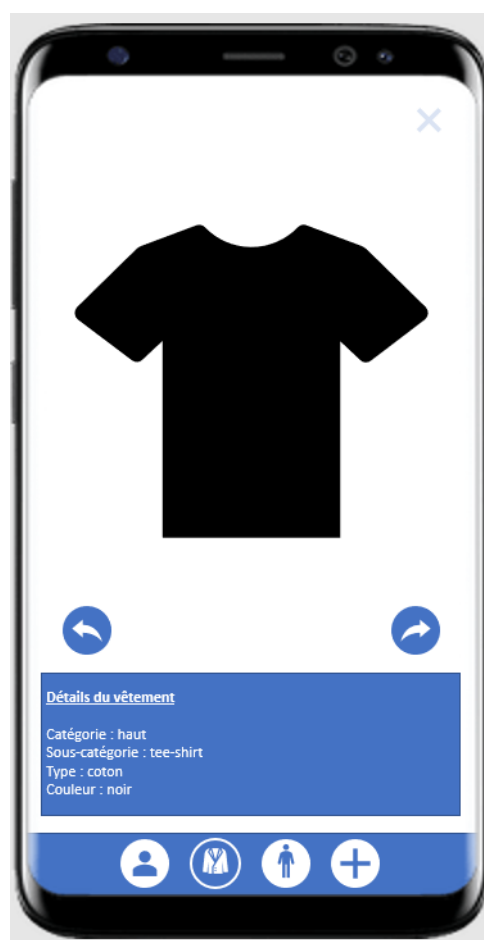 Détails du vêtement
Catégorie : haut
Sous-catégorie : tee-shirt
Type : coton
Couleur : noir